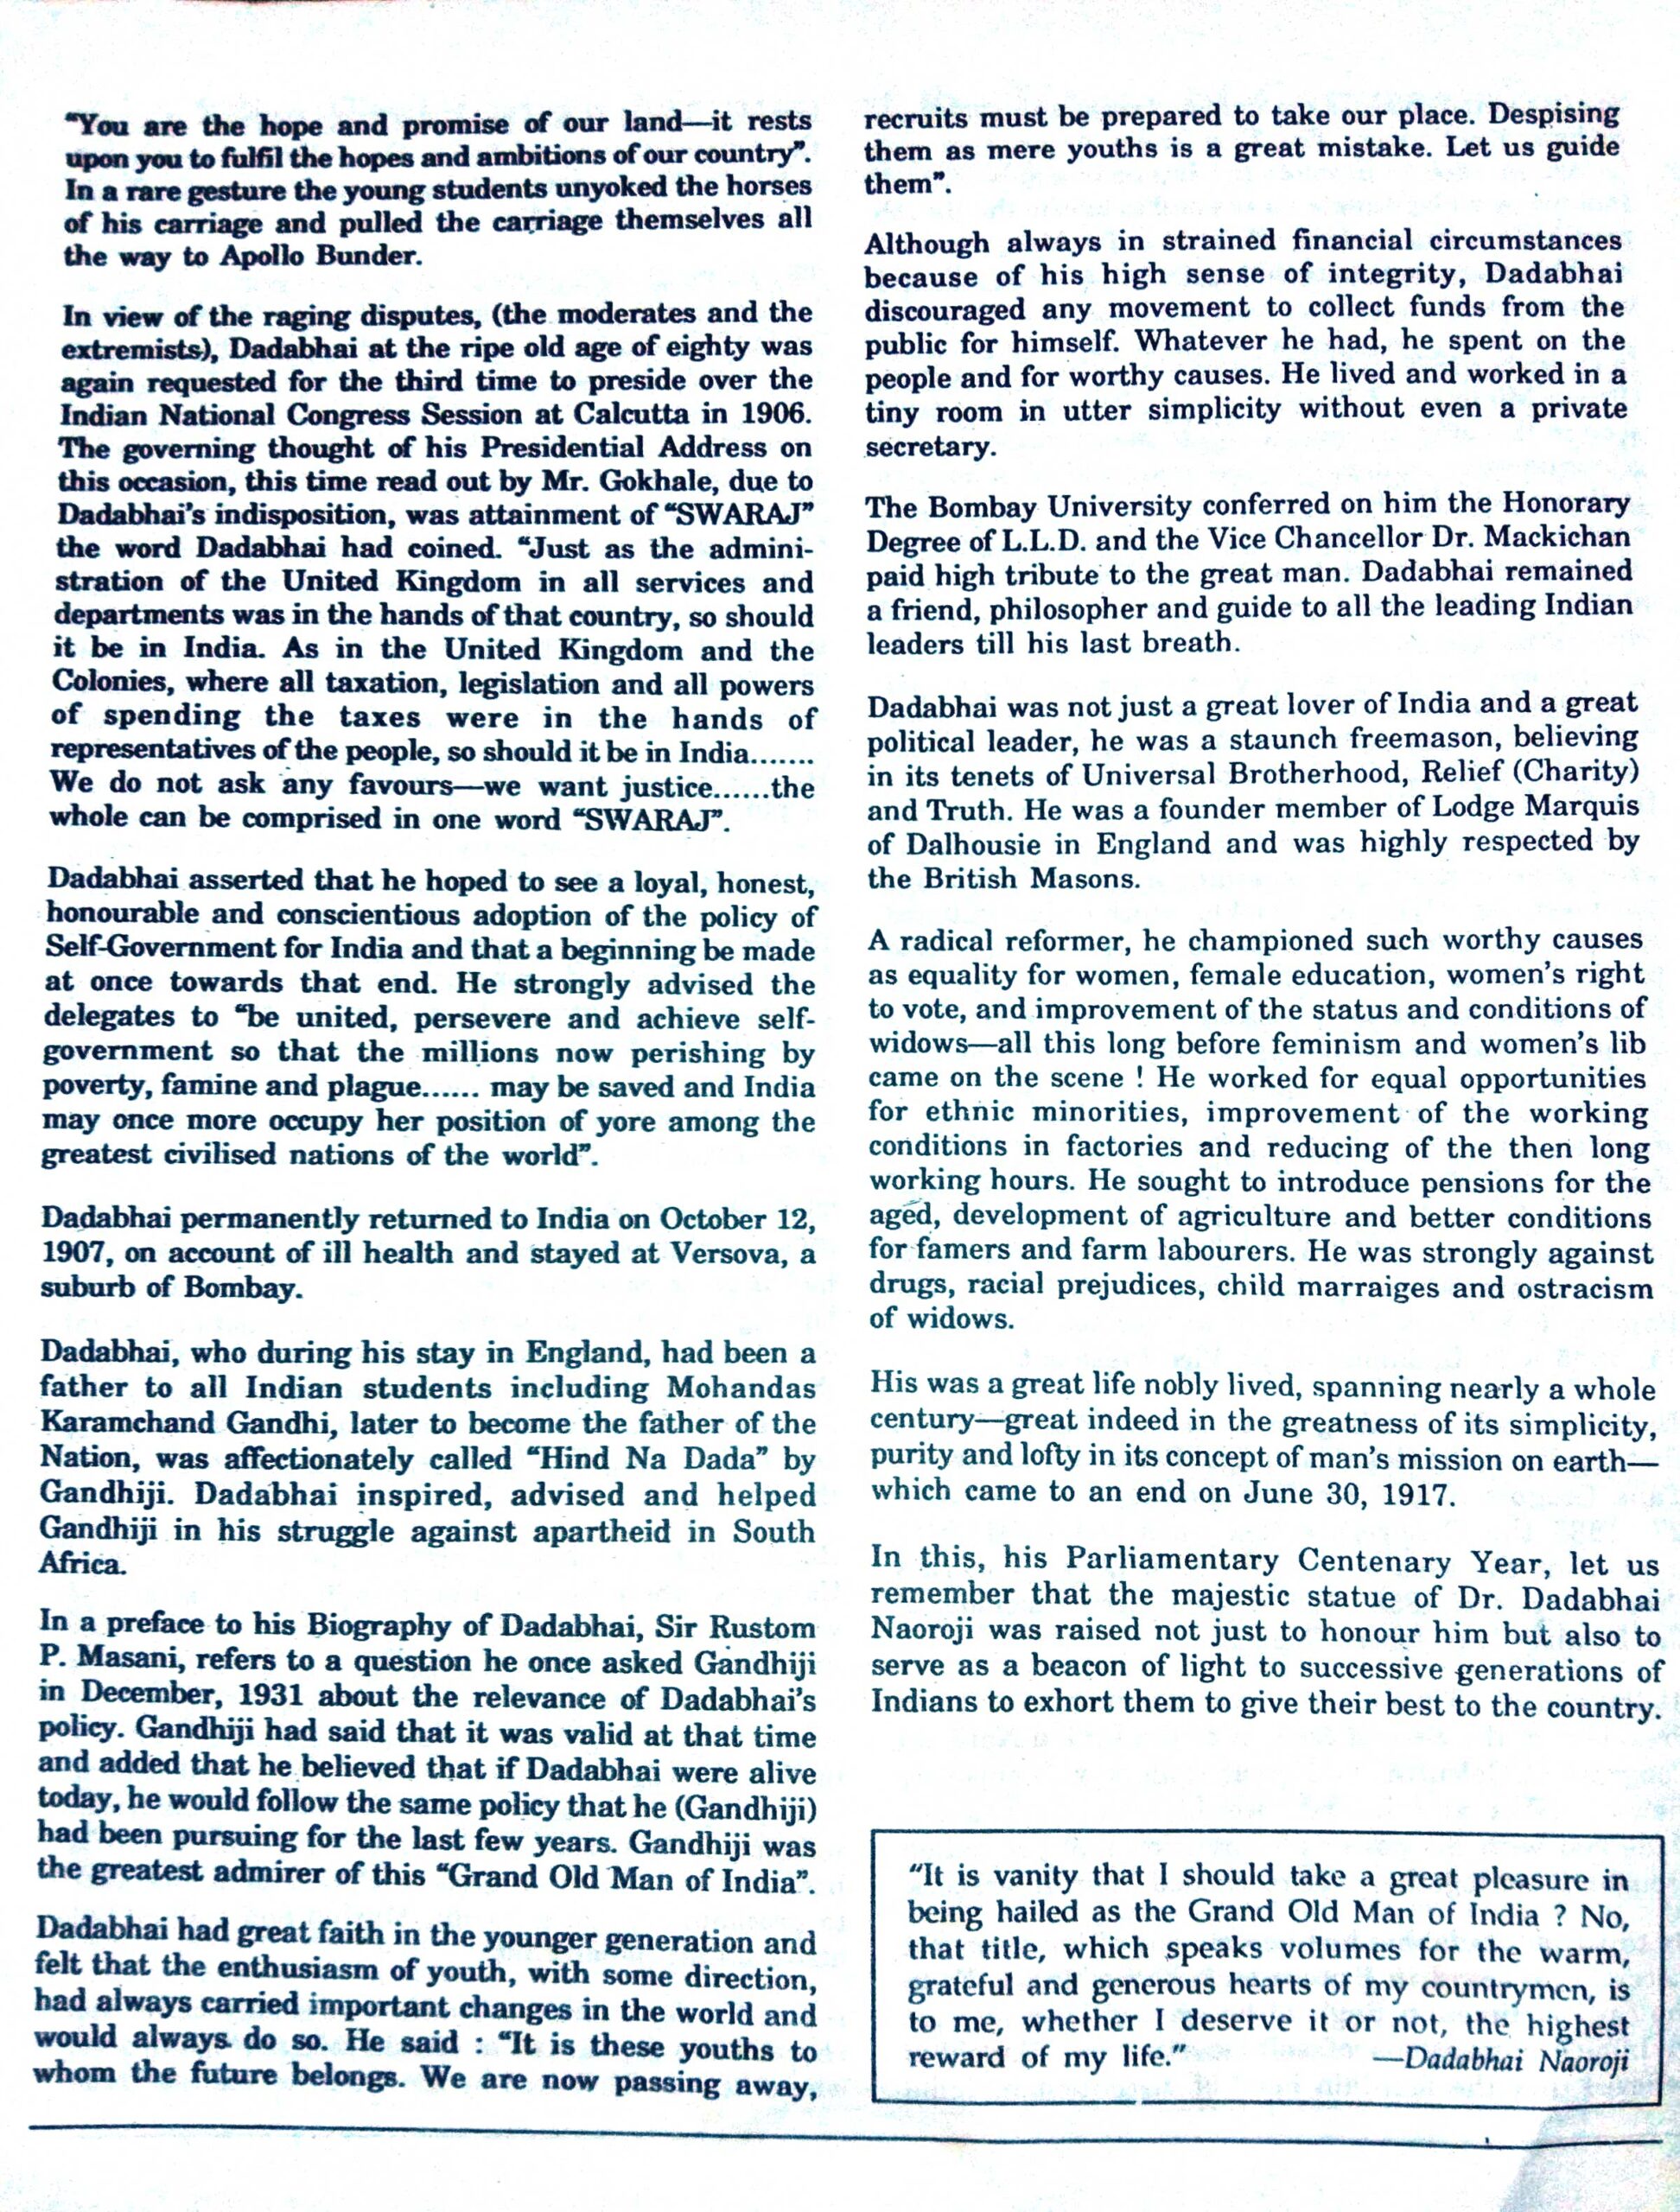 “You are the hope and promise of our land—it rests
upon you to fulfil the hopes and ambitions of our country”.
In a rare gesture the young students unyoked the horses
of his carriage and pulled the carriage themselves all
the way to Apollo Bunder.
In view of the raging disputes, (the moderates and the
extremists), Dadabhai at the ripe old age of eighty was
again requested for the third time to preside over the
Indian National Congress Session at Calcutta in 1906.
The governing thought of his Presidential Address on
this occasion, this time read out by Mr. Gokhale, due to
Dadabhai’s indisposition, was attainment of “SWARAJ”
the word Dadabhai had coined. “Just as the admini-
stration of the United Kingdom in all services and
departments was in the hands of that country, so should
it be in India. As in the United Kingdom and the
Colonies, where all taxation, legislation and all powers
of spending the taxes were in the hands of
representatives of the people, so should it be in India.......
We do not ask any favours—we want justice......the
whole can be comprised in one word “SWARAJ”.
Dadabhai asserted that he hoped to see a loyal, honest,
honourable and conscientious adoption of the policy of
Self-Government for India and that a beginning be made
at once towards that end. He strongly advised the
delegates to “be united, persevere and achieve self-
government so that the millions now perishing by
poverty, famine and plague...... may be saved and India
may once more occupy her position of yore among the
greatest civilised nations of the world”.
Dadabhai permanently returned to India on October 12,
1907, on account of ill health and stayed at Versova, a
suburb of Bombay.
Dadabhai, who during his stay in England, had been a
father to all Indian students including Mohandas
Karamchand Gandhi, later to become the father of the
Nation, was affectionately called “Hind Na Dada” by
Gandhiji. Dadabhai inspired, advised and helped
Gandhiji in his struggle against apartheid in South
Africa.
In a preface to his Biography of Dadabhai, Sir Rustom
P. Masani, refers to a question he once asked Gandhiji
in December, 1931 about the relevance of Dadabhai’s
policy. Gandhiji had said that it was valid at that time
and added that he believed that if Dadabhai were alive
today, he would follow the same policy that he (Gandhiji)
had been pursuing for the last few years. Gandhiji was
the greatest admirer of this “Grand Old Man of India”.
Dadabhai had great faith in the younger generation and
felt that the enthusiasm of youth, with some direction,
had always carried important changes in the world and
would always do so. He said : “It is these youths to
whom the future belongs. We are now passing away,
recruits must be prepared to take our place. Despising
them as mere youths is a great mistake. Let us guide
them”.
Although always in strained financial circumstances
because of his high sense of integrity, Dadabhai
discouraged any movement to collect funds from the
public for himself. Whatever he had, he spent on the
people and for worthy causes. He lived and worked in a
tiny room in utter simplicity without even a private
secretary.
The Bombay University conferred on him the Honorary
Degree of L.L.D. and the Vice Chancellor Dr. Mackichan
paid high tribute to the great man. Dadabhai remained
a friend, philosopher and guide to all the leading Indian
leaders till his last breath.
Dadabhai was not just a great lover of India and a great
political leader, he was a staunch freemason, believing
in its tenets of Universal Brotherhood, Relief (Charity)
and Truth. He was a founder member of Lodge Marquis
of Dalhousie in England and was highly respected by
the British Masons.
A radical reformer, he championed such worthy causes
as equality for women, female education, women’s right
to vote, and improvement of the status and conditions of
widows—all this long before feminism and women’s lib
came on the scene ! He worked for equal opportunities
for ethnic minorities, improvement of the working
conditions in factories and reducing of the then long
working hours. He sought to introduce pensions for the
aged, development of agriculture and better conditions
for famers and farm labourers. He was strongly against
drugs, racial prejudices, child marraiges and ostracism
of widows.
His was a great life nobly lived, spanning nearly a whole
century—great indeed in the greatness of its simplicity,
purity and lofty in its concept of man’s mission on earth—
which came to an end on June 30, 1917.
In this, his Parliamentary Centenary Year, let us
remember that the majestic statue of Dr. Dadabhai
Naoroji was raised not just to honour him but also to
serve as a beacon of light to successive generations of
Indians to exhort them to give their best to the country.
“It is vanity that I should take a great pleasure in
being hailed as the Grand Old Man of India ? No,
that title, which speaks volumes for the warm,
grateful and generous hearts of my countrymen, is
to me, whether I deserve it or not, the highest
reward of my life.” —Dadabhai Naoroji